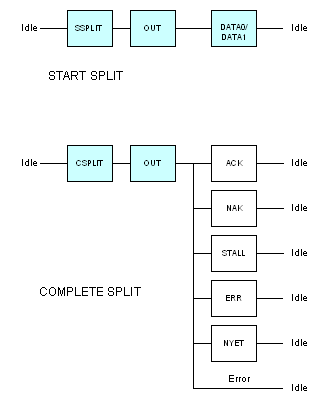 Idle SSPLIT OUT DATA0/ Idle
DATA1
START SPLIT
Idle CSPLIT OUT ACK Idle
NAK Idle
STALL Idle
COMPLETE SPLIT
ERR Idle
NYET Idle
Error
Idle